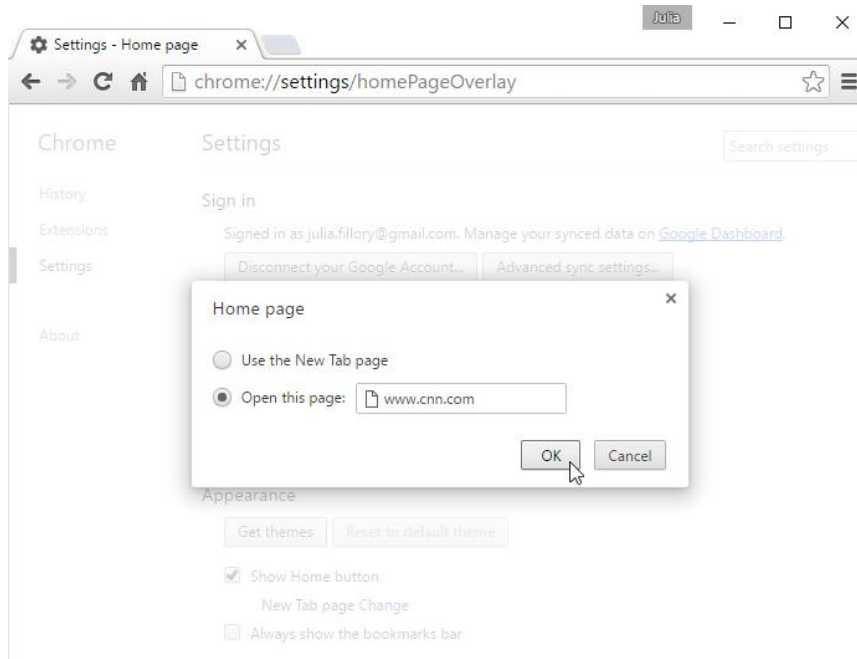 Julia
Settings - Home page
chrome://settings/homePageOverlay
Chrome
Settings
Search settings
History
Extensions
Settings
About
Sign in
Signed in as julia.fillory@gmail.com. Manage your synced data on Google Dashboard.
Disconnect your Google Account... Advanced sync settings...
Home page
Use the New Tab page
Open this page: www.cnn.com
OK Cancel
Appearance
Get themes Reset to default theme
Show Home button
New Tab page Change
Always show the bookmarks bar